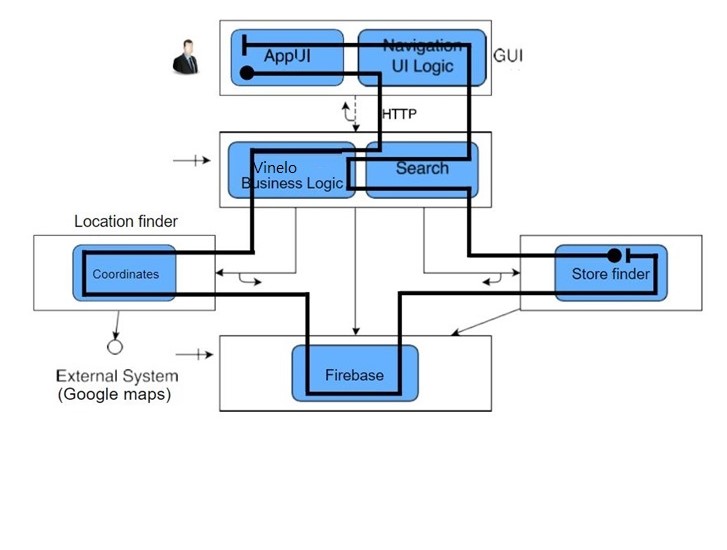 AppUI
Navigation
UI Logic
GUI
HTTP
Vinelo
Business Logic
Search
Location finder
Coordinates
Store finder
External System
(Google maps)
Firebase